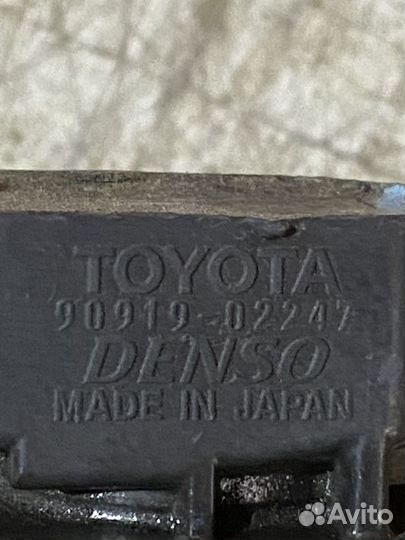 TOYOTA
90919-02247
DENSO
MADE IN JAPAN
Avito